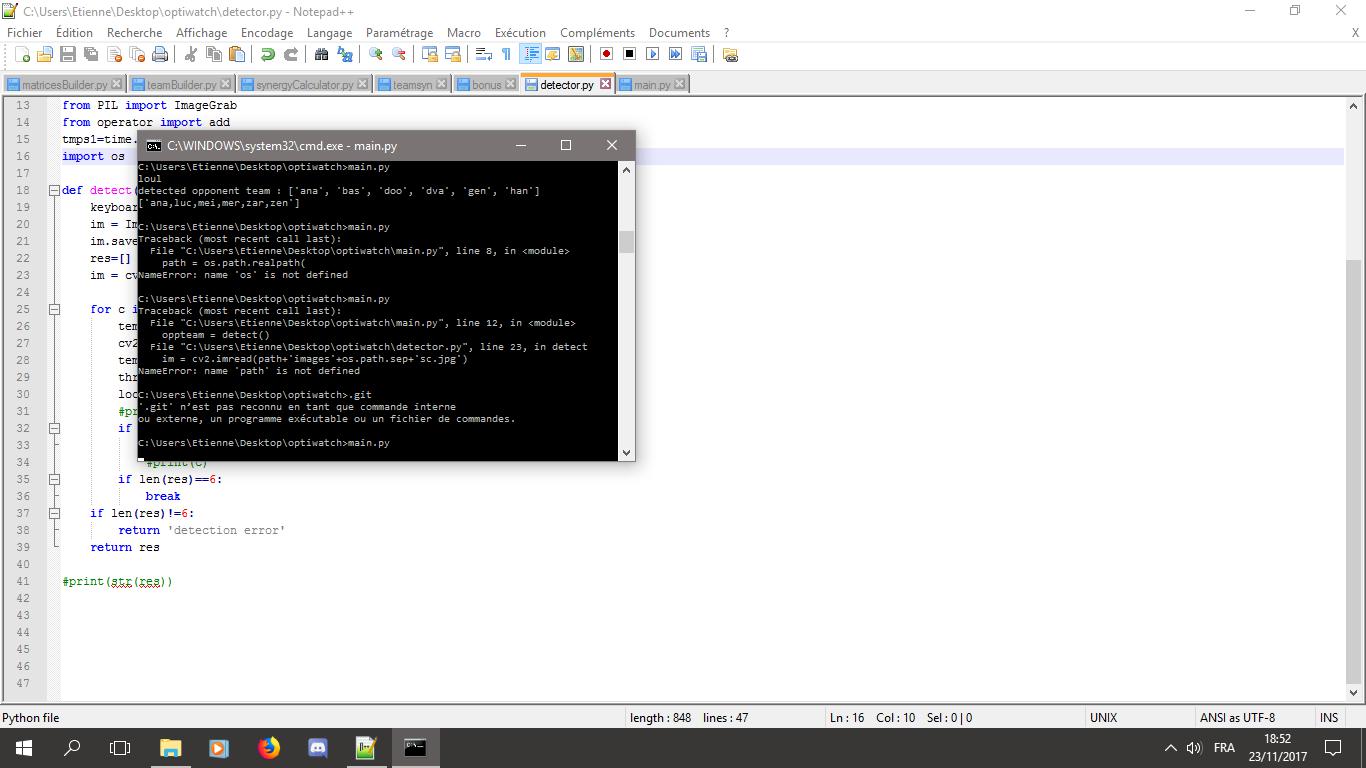 C:\Users\Etienne\Desktop\optiwatch\detector.py - Notepad++
Fichier Édition Recherche Affichage Encodage Langage Paramétrage Macro Exécution Compléments Documents ? X
matricesBuilder.py teamBuilder.py synergyCalculator.py teamsyn bonus detector.py main.py
13 from PIL import ImageGrab
14 from operator import add
15 tmps1=time.
16 import os
17
18 def detect(
19 keyboar
20 im = Im
21 im.save
22 res=[]
23 im = cv
24
25 for c i
26 tem
27 cv2
28 tem
29 thr
30 loc
31 #pr
32 if
33
34 #print(c)
35 if len(res)==6:
36 break
37 if len(res)!=6:
38 return 'detection error'
39 return res
40
41 #print(str(res))
42
43
44
45
46
47
C:\WINDOWS\system32\cmd.exe - main.py
C:\Users\Etienne\Desktop\optiwatch>main.py
loul
detected opponent team : ['ana', 'bas', 'doo', 'dva', 'gen', 'han']
['ana,luc,mei,mer,zar,zen']
C:\Users\Etienne\Desktop\optiwatch>main.py
Traceback (most recent call last):
File "C:\Users\Etienne\Desktop\optiwatch\main.py", line 8, in <module>
path = os.path.realpath(
NameError: name 'os' is not defined
C:\Users\Etienne\Desktop\optiwatch>main.py
Traceback (most recent call last):
File "C:\Users\Etienne\Desktop\optiwatch\main.py", line 12, in <module>
oppteam = detect()
File "C:\Users\Etienne\Desktop\optiwatch\detector.py", line 23, in detect
im = cv2.imread(path+'images'+os.path.sep+'sc.jpg')
NameError: name 'path' is not defined
C:\Users\Etienne\Desktop\optiwatch>.git
'.git' n'est pas reconnu en tant que commande interne
ou externe, un programme exécutable ou un fichier de commandes.
C:\Users\Etienne\Desktop\optiwatch>main.py
Python file length : 848 lines : 47 Ln : 16 Col : 10 Sel : 0 | 0 UNIX ANSI as UTF-8 INS
FRA 18:52
23/11/2017